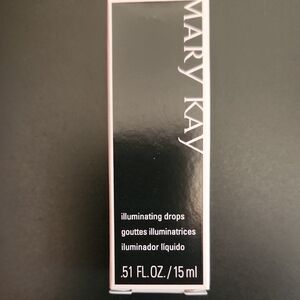 MARY KAY
illuminating drops
gouttes illuminatrices
iluminador líquido
.51 FL.OZ./15 ml